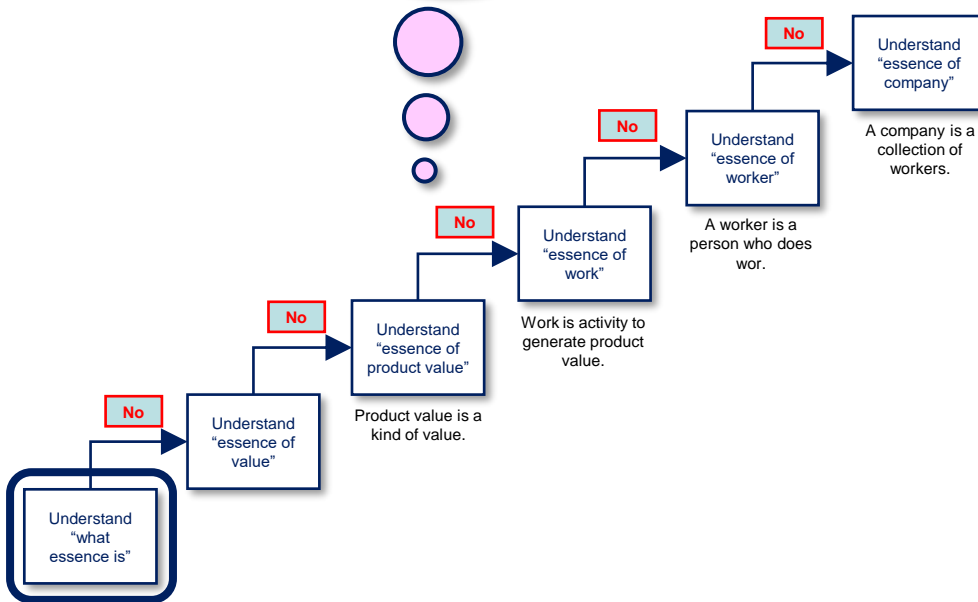 No
Understand
“essence of
company”
A company is a
collection of
workers.
No
Understand
“essence of
worker”
A worker is a
person who does
wor.
No
Understand
“essence of
work”
Work is activity to
generate product
value.
No
Understand
“essence of
product value”
Product value is a
kind of value.
No
Understand
“essence of
value”
Understand
“what
essence is”